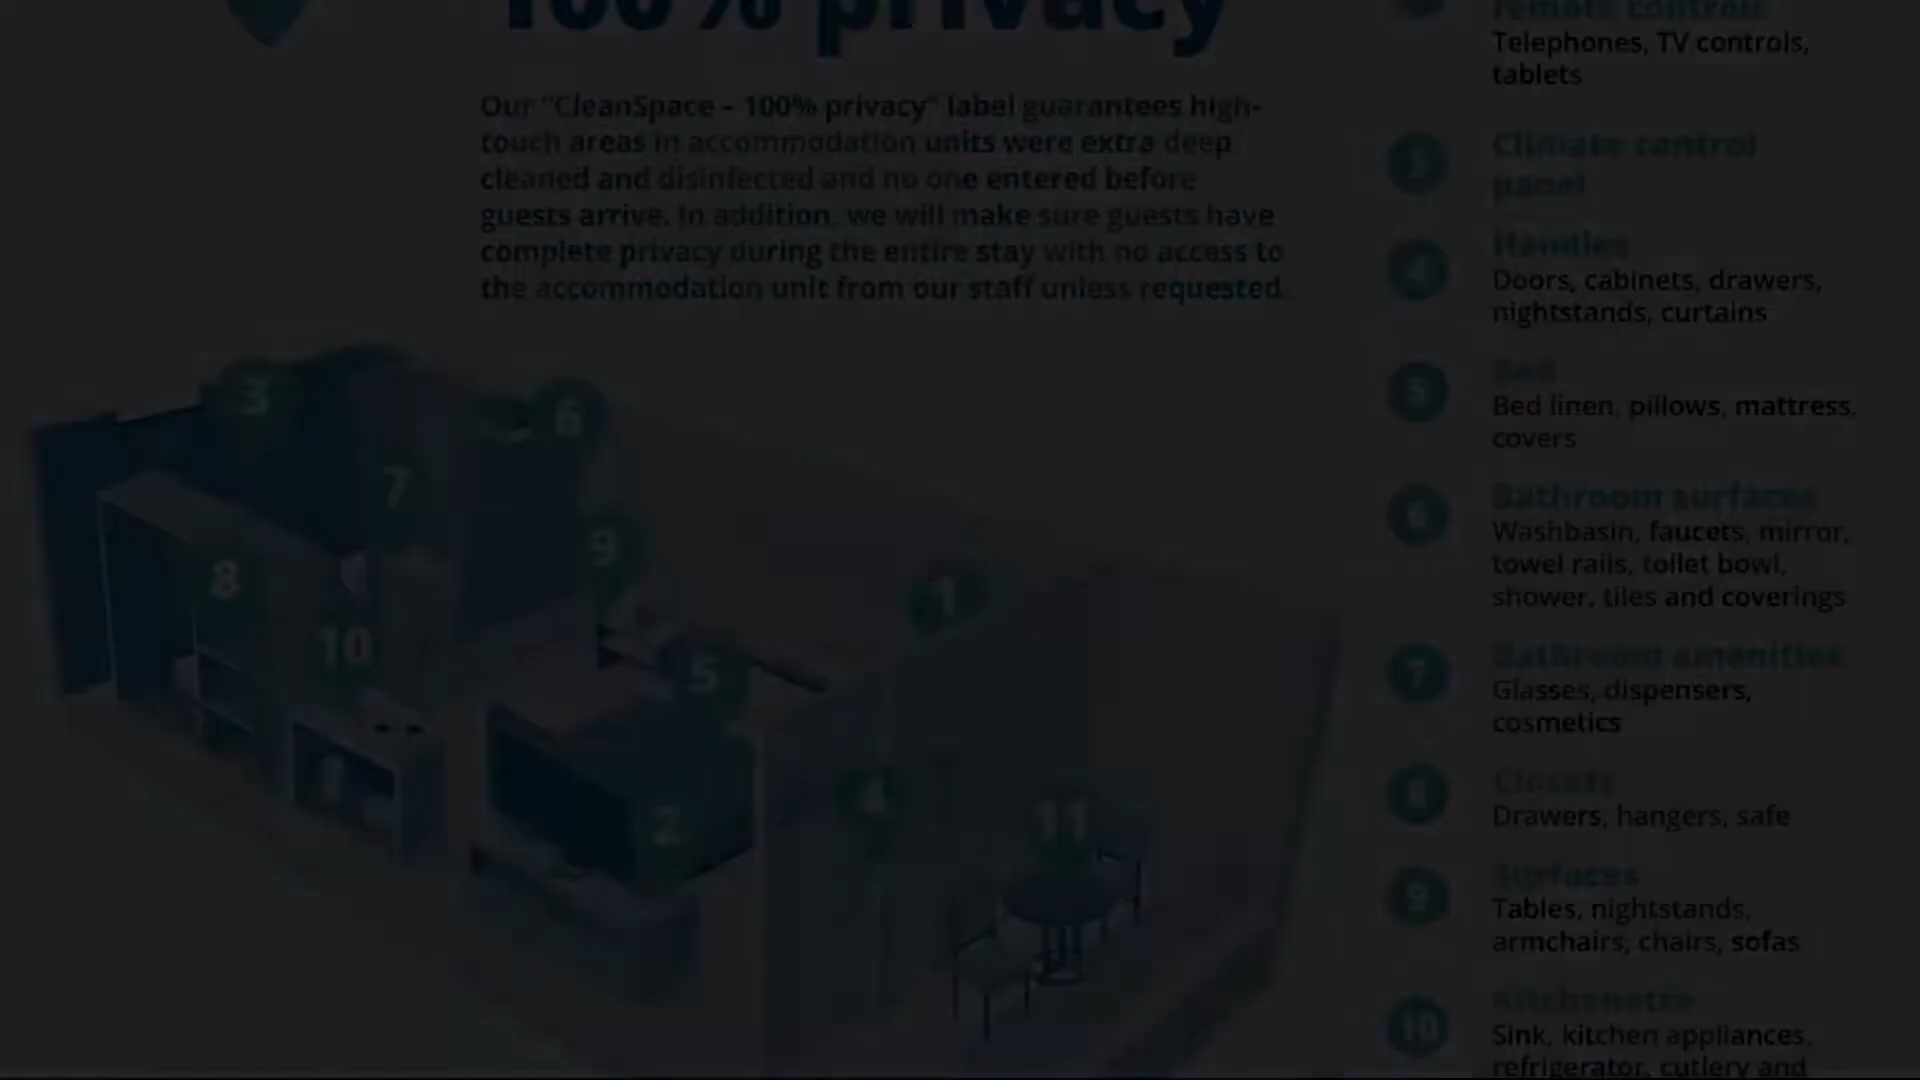 100% privacy
Our "CleanSpace – 100% privacy" label guarantees high-
touch areas in accommodation units were extra deep
cleaned and disinfected and no one entered before
guests arrive. In addition, we will make sure guests have
complete privacy during the entire stay with no access to
the accommodation unit from our staff unless requested.
3
6
7
9
8
1
10
5
4
2
11
remote controls
Telephones, TV controls,
tablets
3
Climate control
panel
4
Handles
Doors, cabinets, drawers,
nightstands, curtains
5
Bed
Bed linen, pillows, mattress,
covers
6
Bathroom surfaces
Washbasin, faucets, mirror,
towel rails, toilet bowl,
shower, tiles and coverings
7
Bathroom amenities
Glasses, dispensers,
cosmetics
8
Closets
Drawers, hangers, safe
9
Surfaces
Tables, nightstands,
armchairs, chairs, sofas
10
Kitchenette
Sink, kitchen appliances,
refrigerator, cutlery and